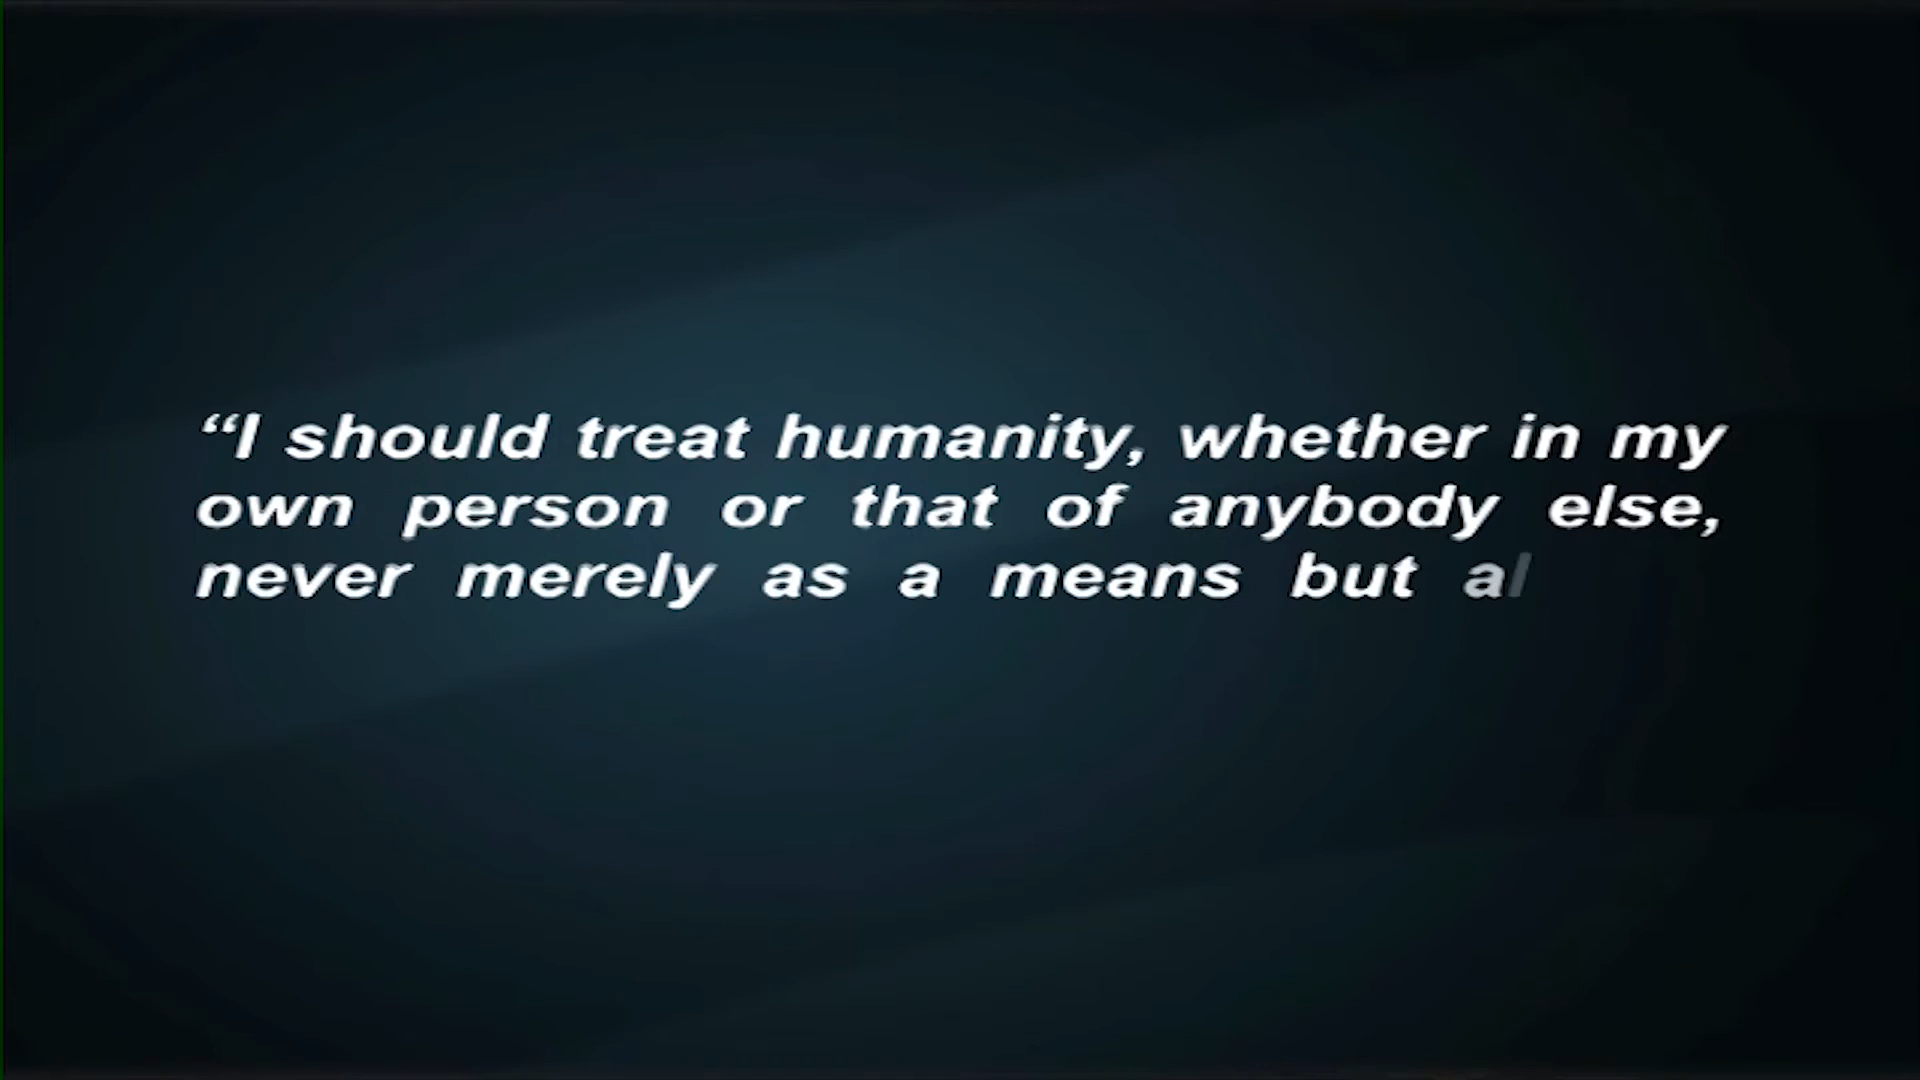 “I should treat humanity, whether in my
own person or that of anybody else,
never merely as a means but al